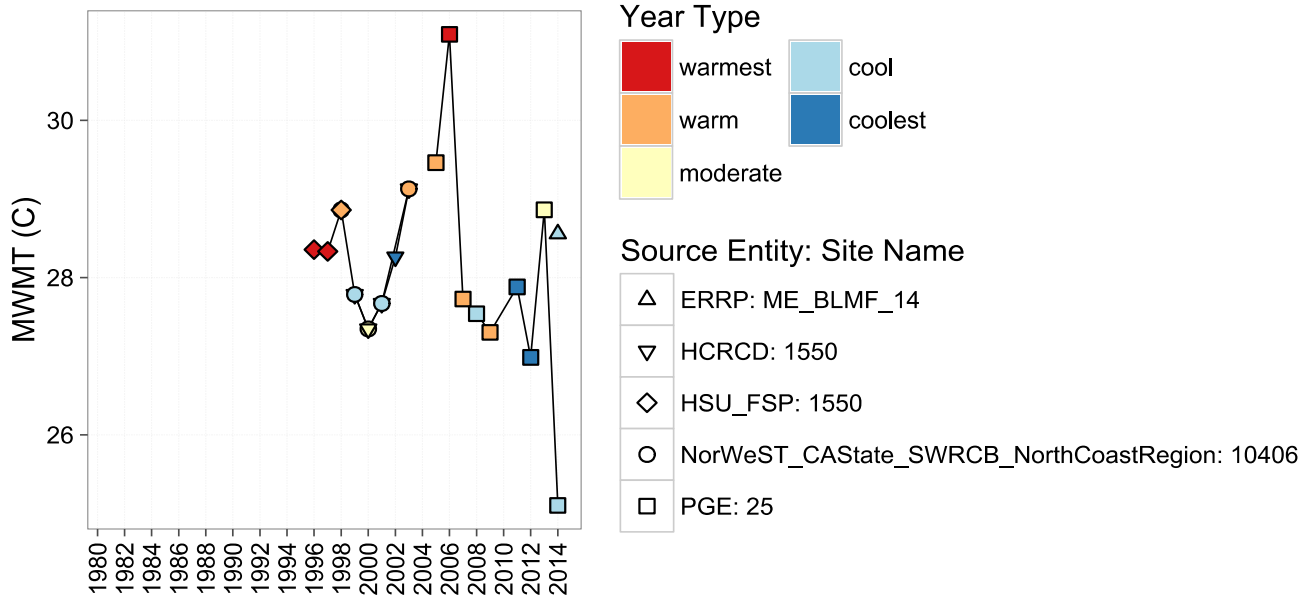 MWMT (C)
30
28
26
1980
1982
1984
1986
1988
1990
1992
1994
1996
1998
2000
2002
2004
2006
2008
2010
2012
2014
Year Type
warmest
cool
warm
coolest
moderate
Source Entity: Site Name
ERRP: ME_BLMF_14
HCRCD: 1550
HSU_FSP: 1550
NorWeST_CAState_SWRCB_NorthCoastRegion: 10406
PGE: 25